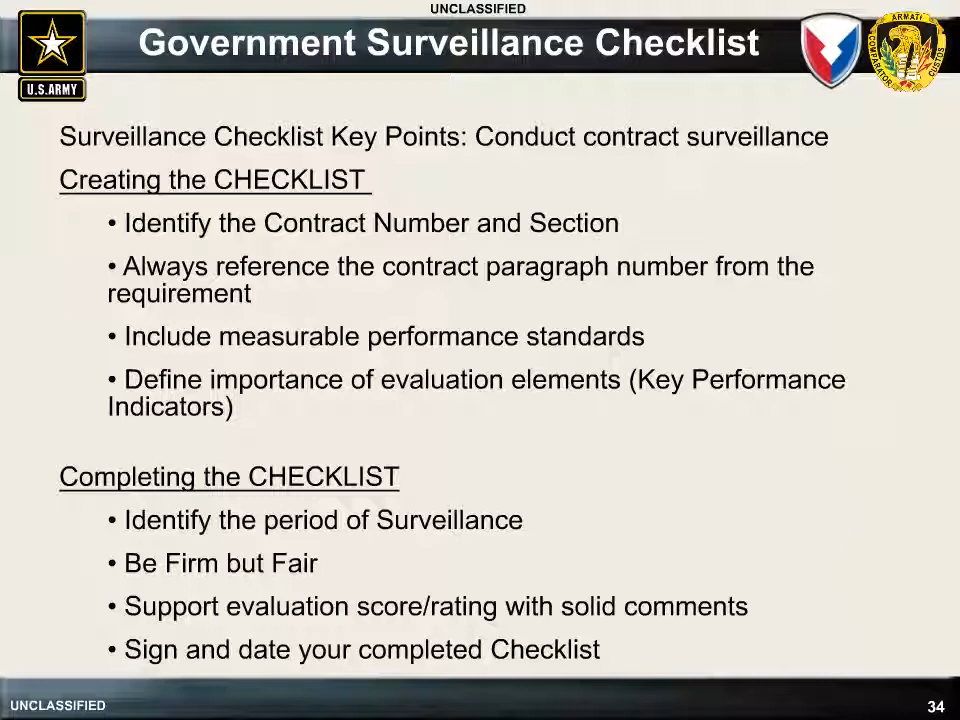 UNCLASSIFIED
Government Surveillance Checklist
U.S.ARMY
ARMATI
COMPARATOR
CUSTOS
Surveillance Checklist Key Points: Conduct contract surveillance
Creating the CHECKLIST
• Identify the Contract Number and Section
• Always reference the contract paragraph number from the
requirement
• Include measurable performance standards
• Define importance of evaluation elements (Key Performance
Indicators)
Completing the CHECKLIST
• Identify the period of Surveillance
• Be Firm but Fair
• Support evaluation score/rating with solid comments
• Sign and date your completed Checklist
UNCLASSIFIED
34